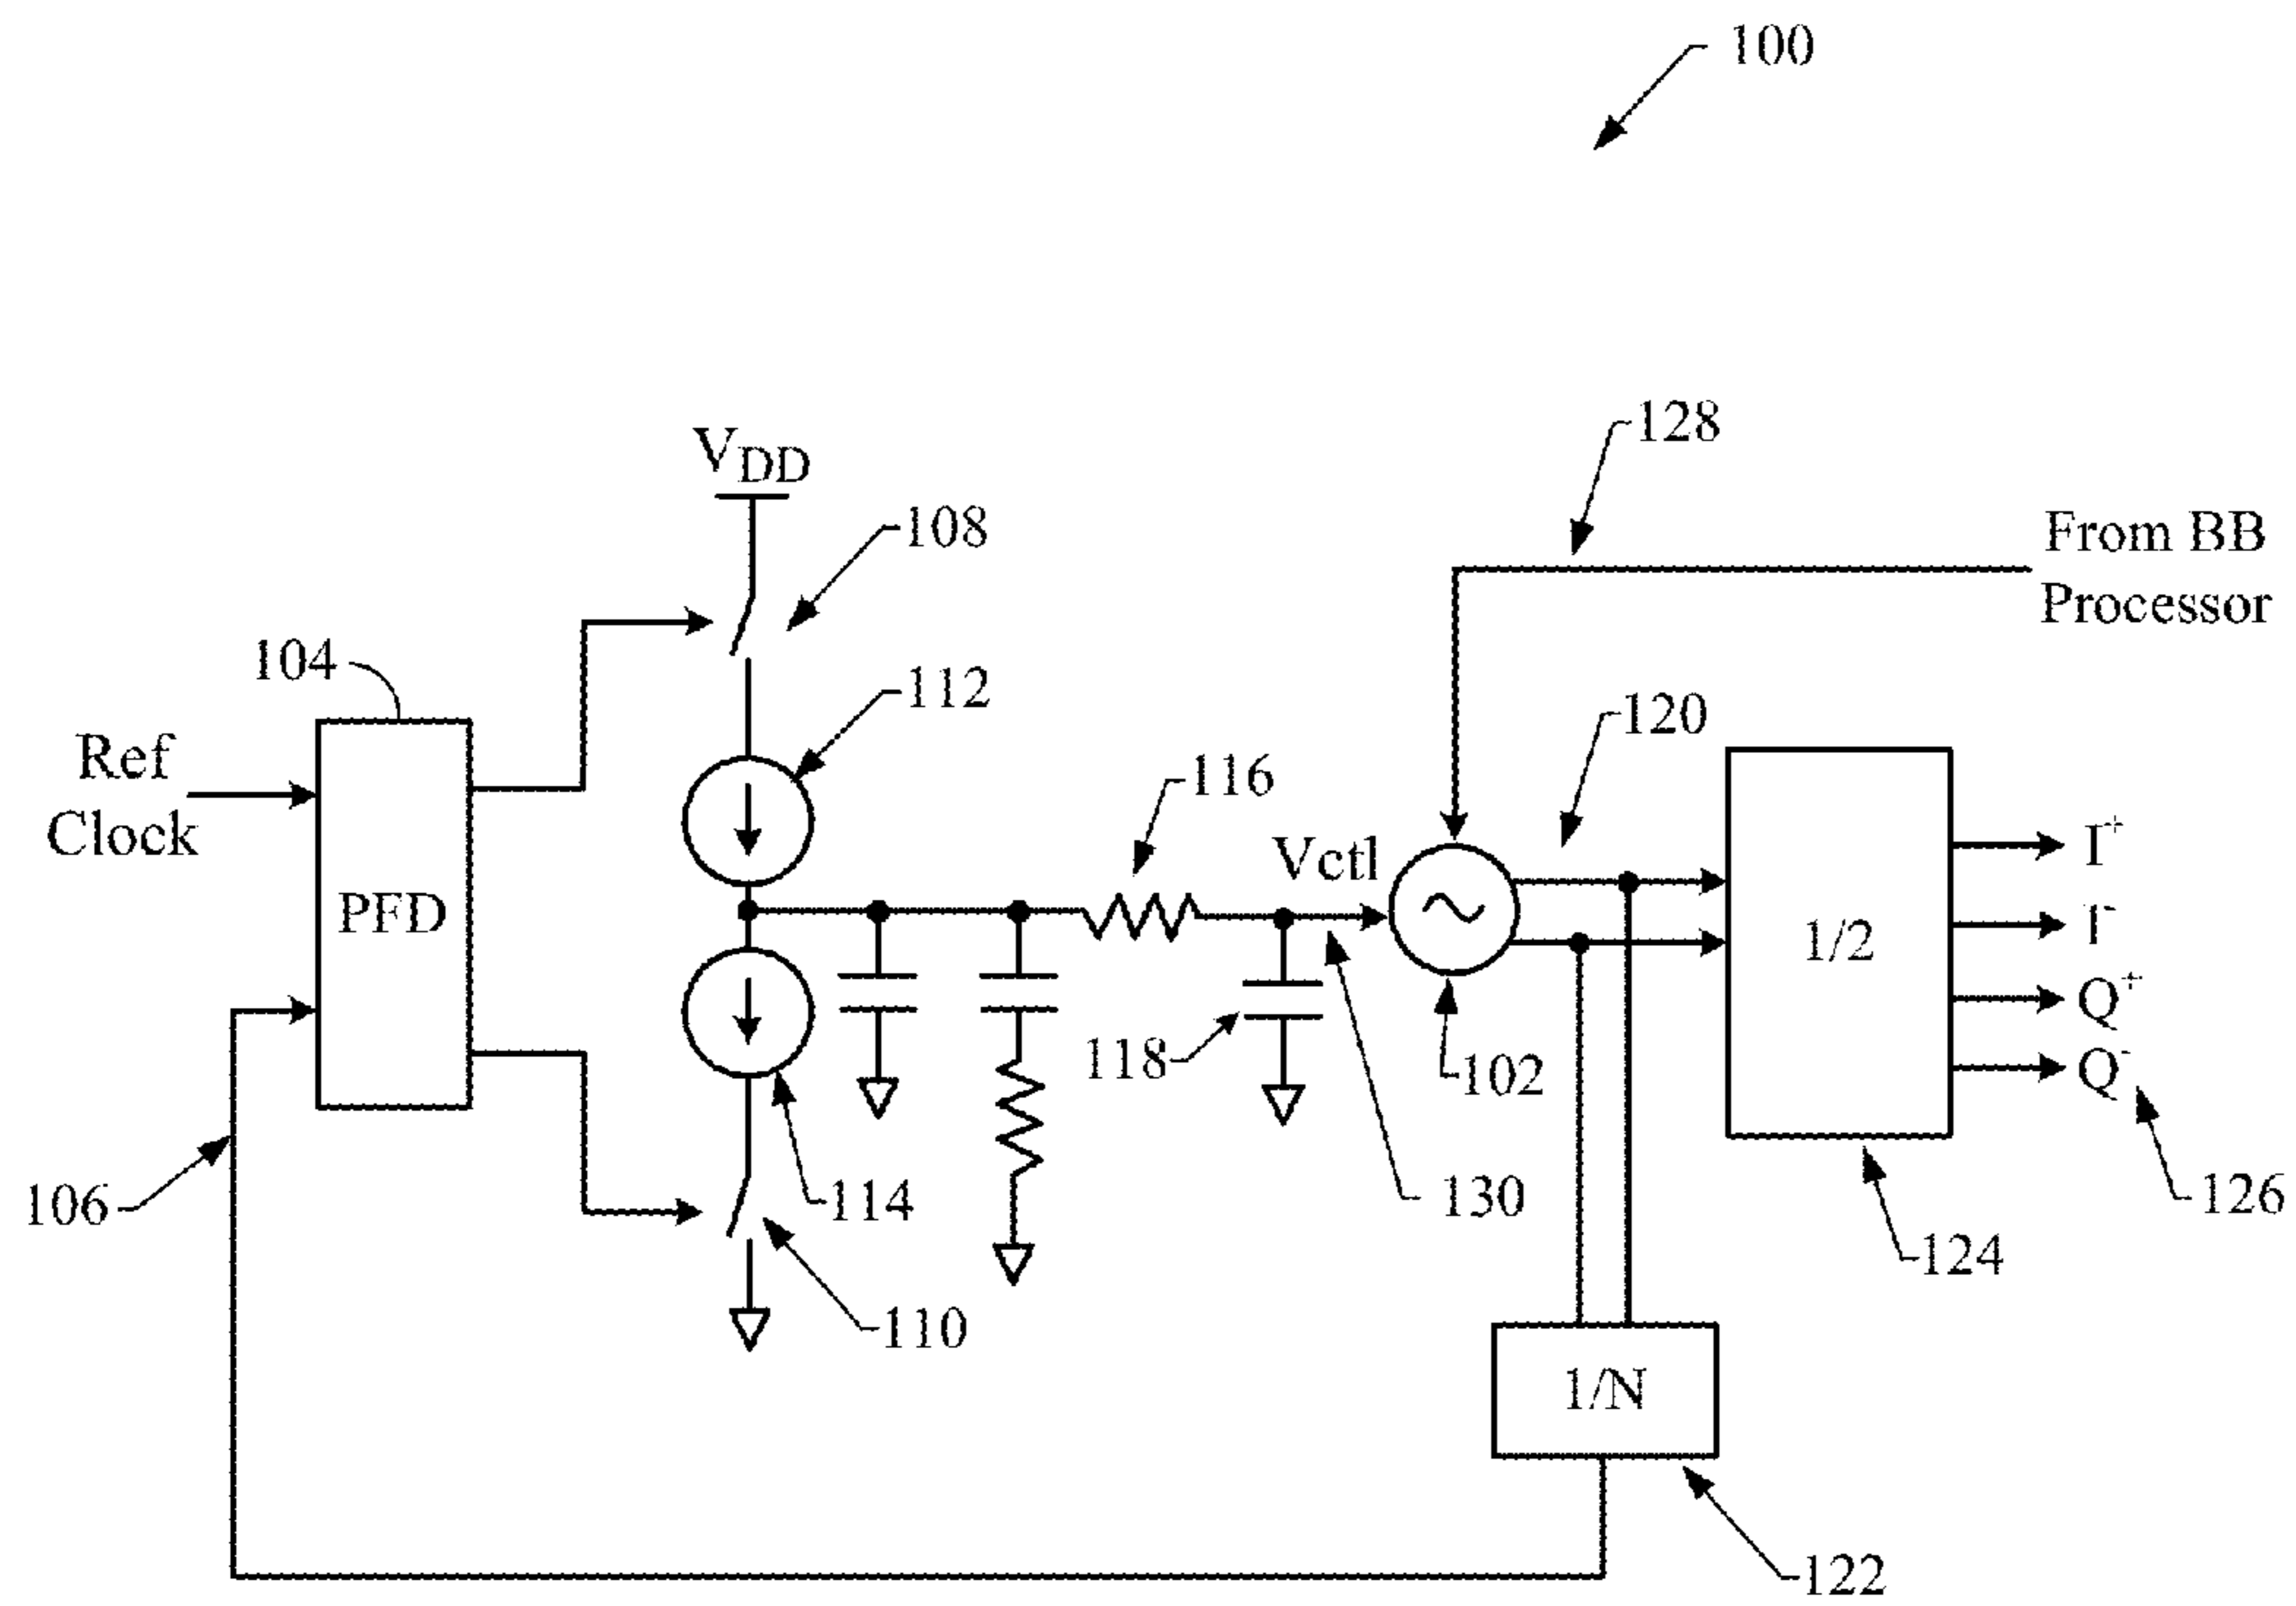 100
128
From BB
Processor
V_DD
108
104
112
120
Ref
Clock
116
Vctl
I⁺
PFD
1/2
I⁻
Q⁺
118
102
Q⁻
106
114
130
126
124
110
1/N
122